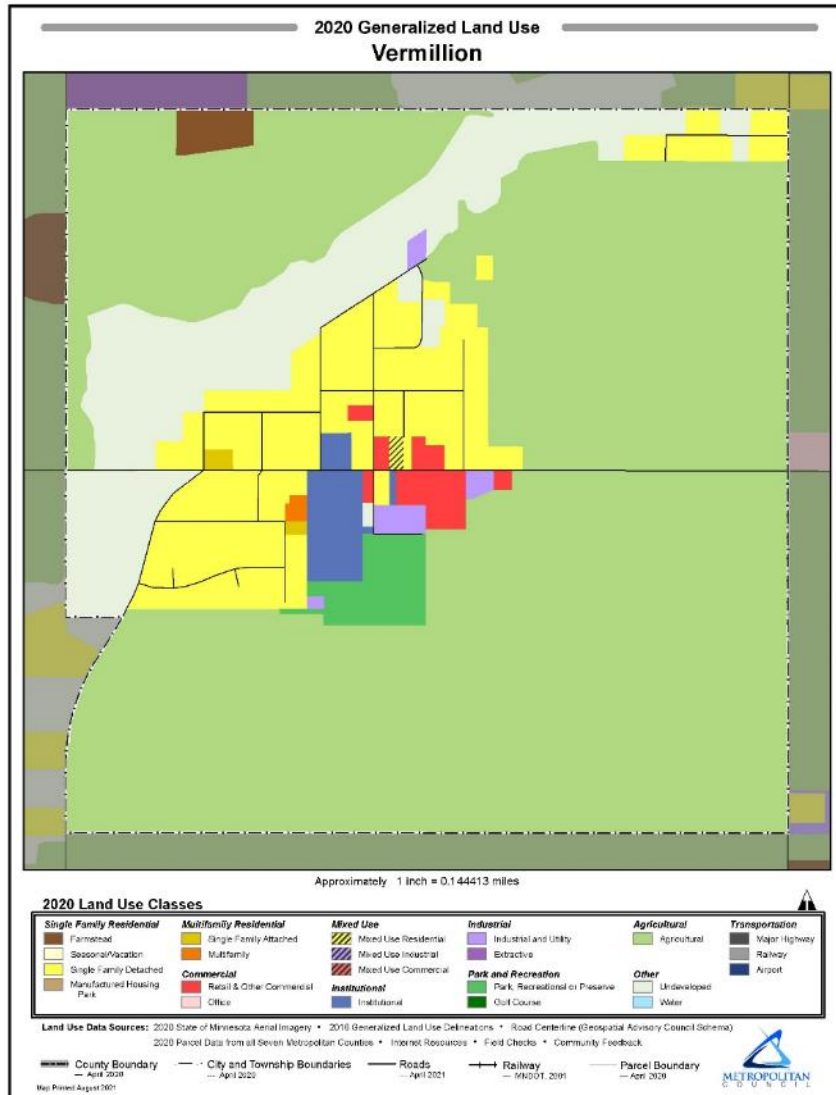 2020 Generalized Land Use
Vermillion
Approximately 1 inch = 0.144413 miles
2020 Land Use Classes
Single Family Residential
Farmstead
Seasonal/Vacation
Single Family Detached
Manufactured Housing
Park
Multifamily Residential
Single Family Attached
Multifamily
Commercial
Retail & Other Commercial
Office
Mixed Use
Mixed Use Residential
Mixed Use Industrial
Mixed Use Commercial
Institutional
Institutional
Industrial
Industrial and Utility
Extractive
Park and Recreation
Park, Recreational or Preserve
Golf Course
Agricultural
Agricultural
Other
Undeveloped
Water
Transportation
Major Highway
Railway
Airport
Land Use Data Sources: 2020 State of Minnesota Aerial Imagery • 2016 Generalized Land Use Delineations • Road Centerline (Geospatial Advisory Council Schema)
2020 Parcel Data from all Seven Metropolitan Counties • Internet Resources • Field Checks • Community Feedback
County Boundary
April 2020
City and Township Boundaries
April 2020
Roads
April 2021
Railway
MNDOT, 2001
Parcel Boundary
April 2020
Map Printed August 2021
METROPOLITAN
COUNCIL